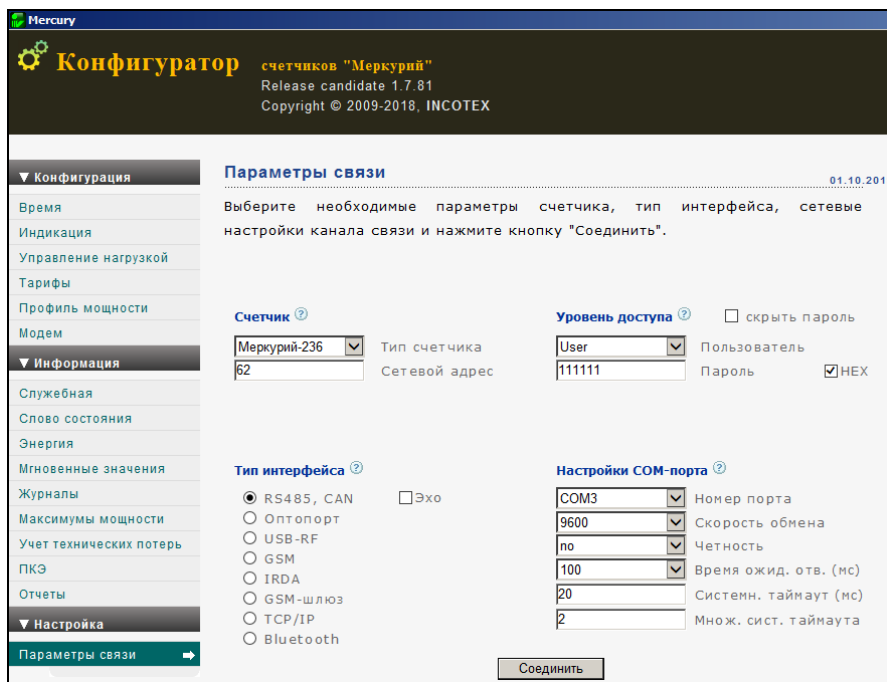 Mercury
Конфигуратор счетчиков "Меркурий"
Release candidate 1.7.81
Copyright © 2009-2018, INCOTEX
▼ Конфигурация
Время
Индикация
Управление нагрузкой
Тарифы
Профиль мощности
Модем
▼ Информация
Служебная
Слово состояния
Энергия
Мгновенные значения
Журналы
Максимумы мощности
Учет технических потерь
ПКЭ
Отчеты
▼ Настройка
Параметры связи
Параметры связи
01.10.201
Выберите необходимые параметры счетчика, тип интерфейса, сетевые
настройки канала связи и нажмите кнопку "Соединить".
Счетчик ?
Меркурий-236 Тип счетчика
62 Сетевой адрес
Уровень доступа ? скрыть пароль
User Пользователь
111111 Пароль HEX
Тип интерфейса ?
RS485, CAN Эхо
Оптопорт
USB-RF
GSM
IRDA
GSM-шлюз
TCP/IP
Bluetooth
Настройки COM-порта ?
COM3 Номер порта
9600 Скорость обмена
no Четность
100 Время ожид. отв. (мс)
20 Системн. таймаут (мс)
2 Множ. сист. таймаута
Соединить